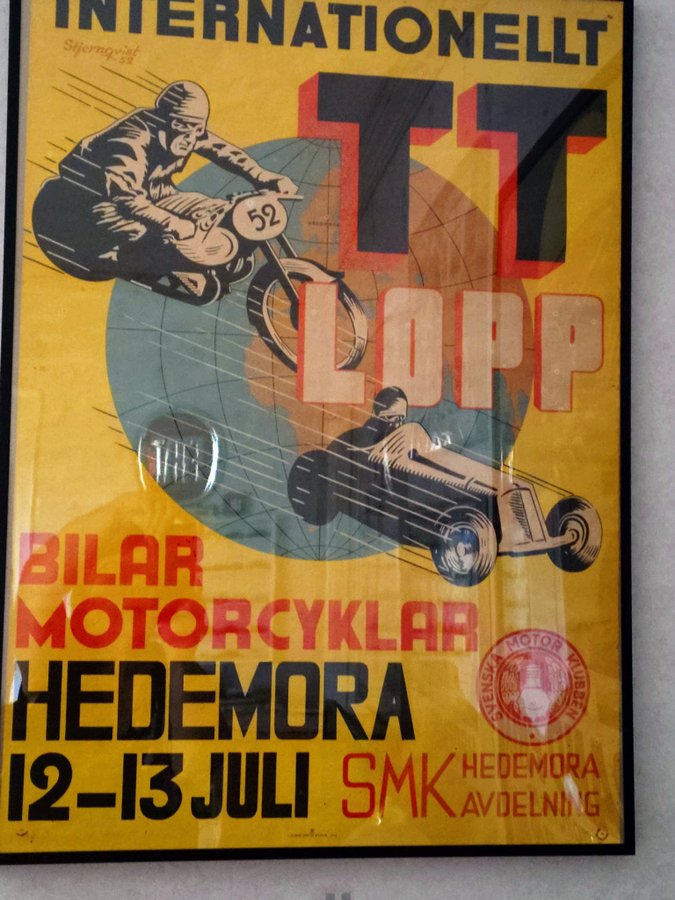 INTERNATIONELLT
Stjernqvist
52
TT
52
LOPP
BILAR
MOTORCYKLAR
HEDEMORA
12-13 JULI
SVENSKA MOTOR KLUBBEN
SMK HEDEMORA
AVDELNING